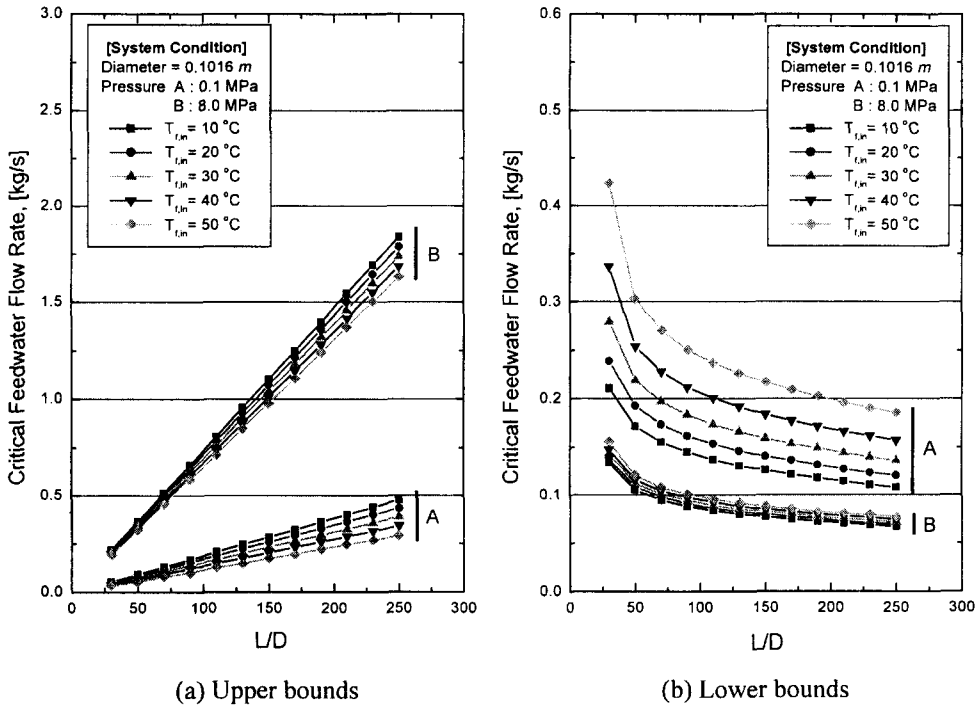 (a)
3.0
2.5
2.0
1.5
1.0
0.5
0.0
Critical Feedwater Flow Rate, [kg/s]
[System Condition]
Diameter = 0.1016 m
Pressure A : 0.1 MPa
B : 8.0 MPa
T_f,in = 10 °C
T_f,in = 20 °C
T_f,in = 30 °C
T_f,in = 40 °C
T_f,in = 50 °C
B
A
0 50 100 150 200 250 300
L/D
(a) Upper bounds
(b)
0.6
0.5
0.4
0.3
0.2
0.1
0.0
Critical Feedwater Flow Rate, [kg/s]
[System Condition]
Diameter = 0.1016 m
Pressure A : 0.1 MPa
B : 8.0 MPa
T_f,in = 10 °C
T_f,in = 20 °C
T_f,in = 30 °C
T_f,in = 40 °C
T_f,in = 50 °C
A
B
0 50 100 150 200 250 300
L/D
(b) Lower bounds